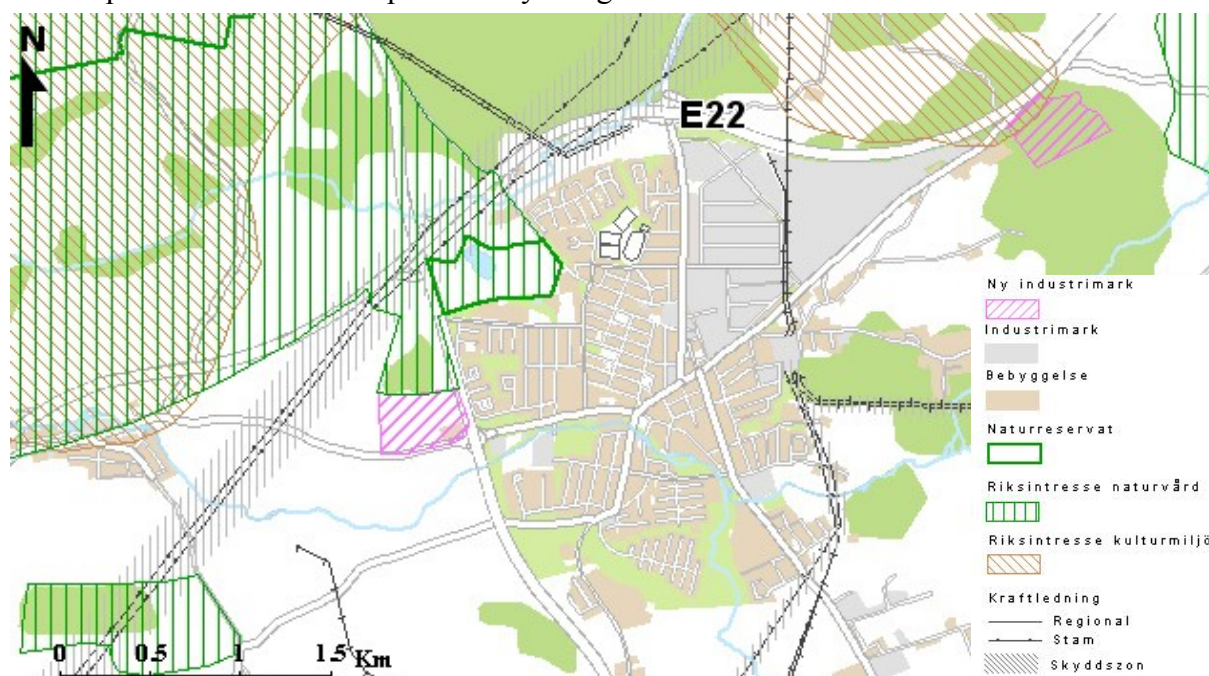 N
E22
Ny industrimark
Industrimark
Bebyggelse
Naturreservat
Riksintresse naturvård
Riksintresse kulturmiljö
Kraftledning
Regional
Stam
Skyddszon
0 0.5 1 1.5 Km